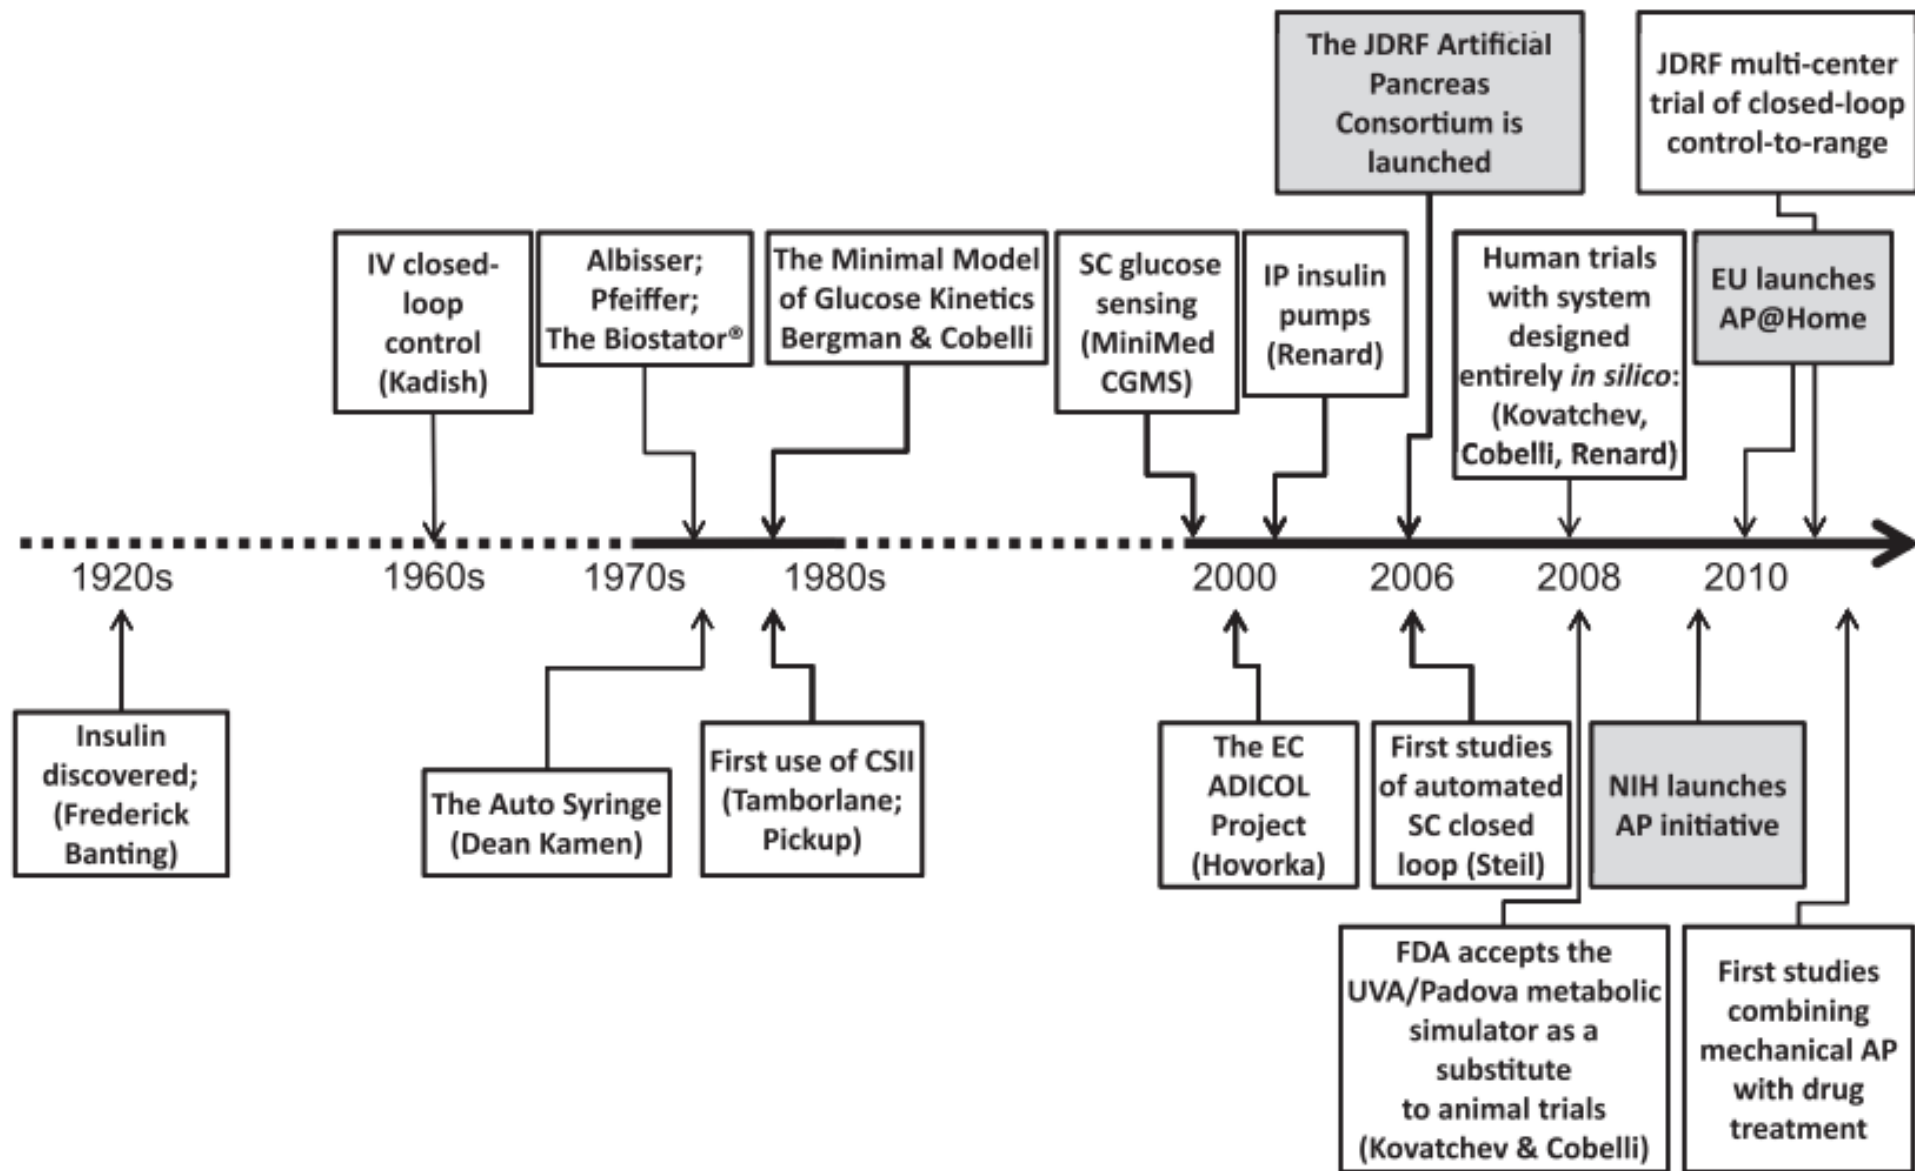 The JDRF Artificial
Pancreas
Consortium is
launched
JDRF multi-center
trial of closed-loop
control-to-range
IV closed-
loop
control
(Kadish)
Albisser;
Pfeiffer;
The Biostator®
The Minimal Model
of Glucose Kinetics
Bergman & Cobelli
SC glucose
sensing
(MiniMed
CGMS)
IP insulin
pumps
(Renard)
Human trials
with system
designed
entirely in silico:
(Kovatchev,
Cobelli, Renard)
EU launches
AP@Home
1920s
1960s
1970s
1980s
2000
2006
2008
2010
Insulin
discovered;
(Frederick
Banting)
The Auto Syringe
(Dean Kamen)
First use of CSII
(Tamborlane;
Pickup)
The EC
ADICOL
Project
(Hovorka)
First studies
of automated
SC closed
loop (Steil)
NIH launches
AP initiative
FDA accepts the
UVA/Padova metabolic
simulator as a
substitute
to animal trials
(Kovatchev & Cobelli)
First studies
combining
mechanical AP
with drug
treatment